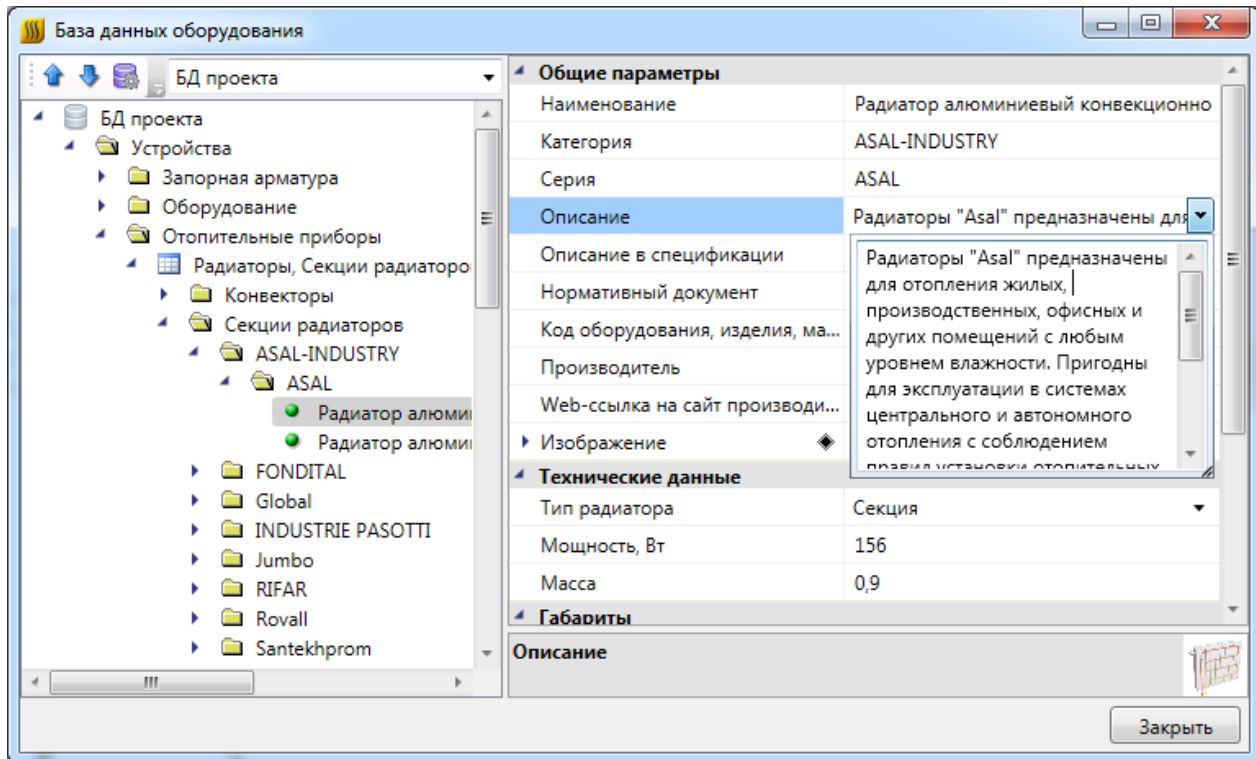 База данных оборудования
БД проекта
БД проекта
Устройства
Запорная арматура
Оборудование
Отопительные приборы
Радиаторы, Секции радиаторо
Конвекторы
Секции радиаторов
ASAL-INDUSTRY
ASAL
Радиатор алюми
Радиатор алюми
FONDITAL
Global
INDUSTRIE PASOTTI
Jumbo
RIFAR
Rovall
Santekhprom
Общие параметры
Наименование Радиатор алюминиевый конвекционно
Категория ASAL-INDUSTRY
Серия ASAL
Описание Радиаторы "Asal" предназначены для
Описание в спецификации
Нормативный документ
Код оборудования, изделия, ма...
Производитель
Web-ссылка на сайт производи...
Изображение
Радиаторы "Asal" предназначены
для отопления жилых,
производственных, офисных и
других помещений с любым
уровнем влажности. Пригодны
для эксплуатации в системах
центрального и автономного
отопления с соблюдением
правил установки отопительных
Технические данные
Тип радиатора Секция
Мощность, Вт 156
Масса 0,9
Габариты
Описание
Закрыть